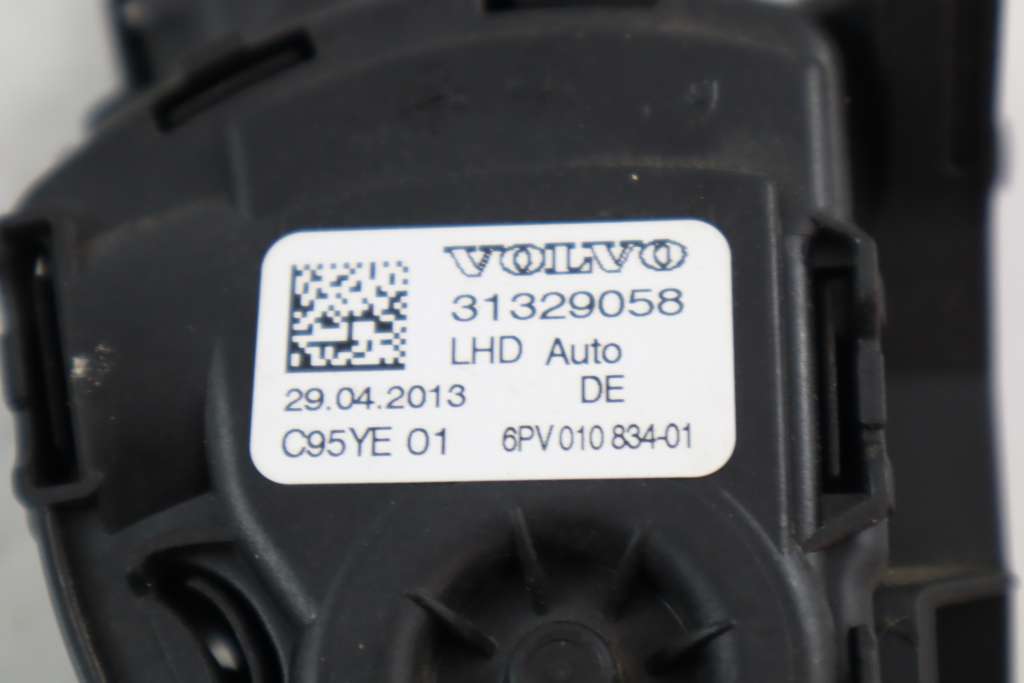 VOLVO
31329058
LHD Auto
29.04.2013 DE
C95YE 01 6PV 010 834-01